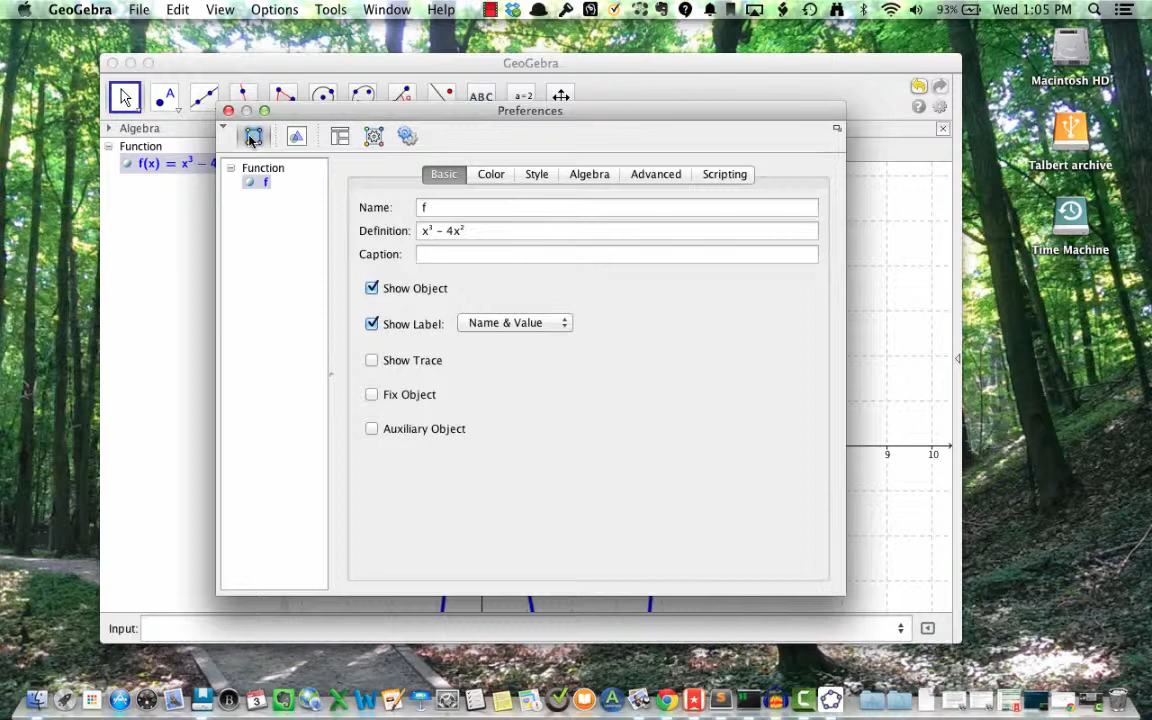 GeoGebra File Edit View Options Tools Window Help 93% Wed 1:05 PM
GeoGebra
Macintosh HD
ABC a=2
Preferences
Algebra
Function
f(x) = x³ – 4
Talbert archive
Time Machine
Function
f
Basic Color Style Algebra Advanced Scripting
Name: f
Definition: x³ – 4x²
Caption:
Show Object
Show Label: Name & Value
Show Trace
Fix Object
Auxiliary Object
9 10
Input: